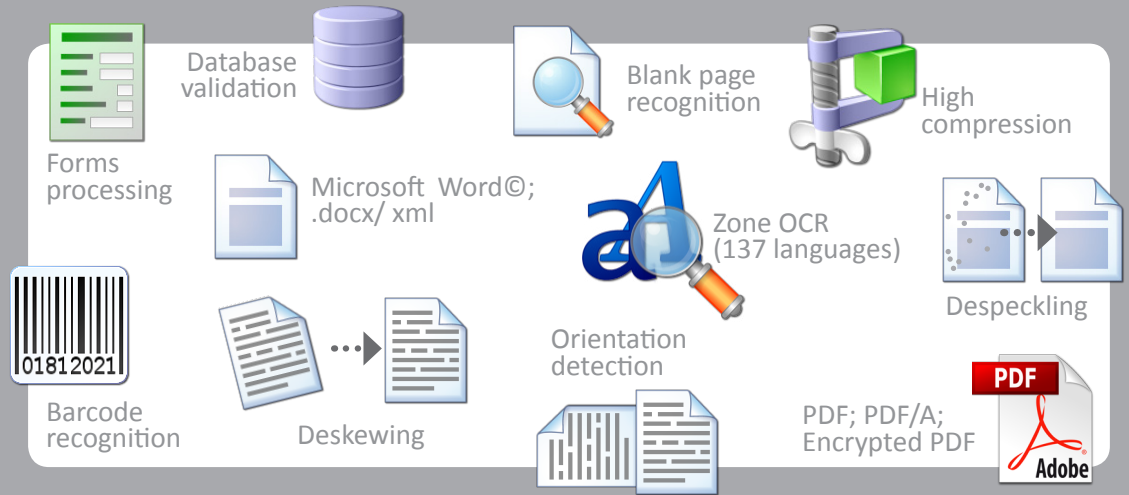 Database
validation
Blank page
recognition
High
compression
Forms
processing
Microsoft Word©;
.docx/ xml
Zone OCR
(137 languages)
Despeckling
01812021
Barcode
recognition
Deskewing
Orientation
detection
PDF; PDF/A;
Encrypted PDF
PDF
Adobe